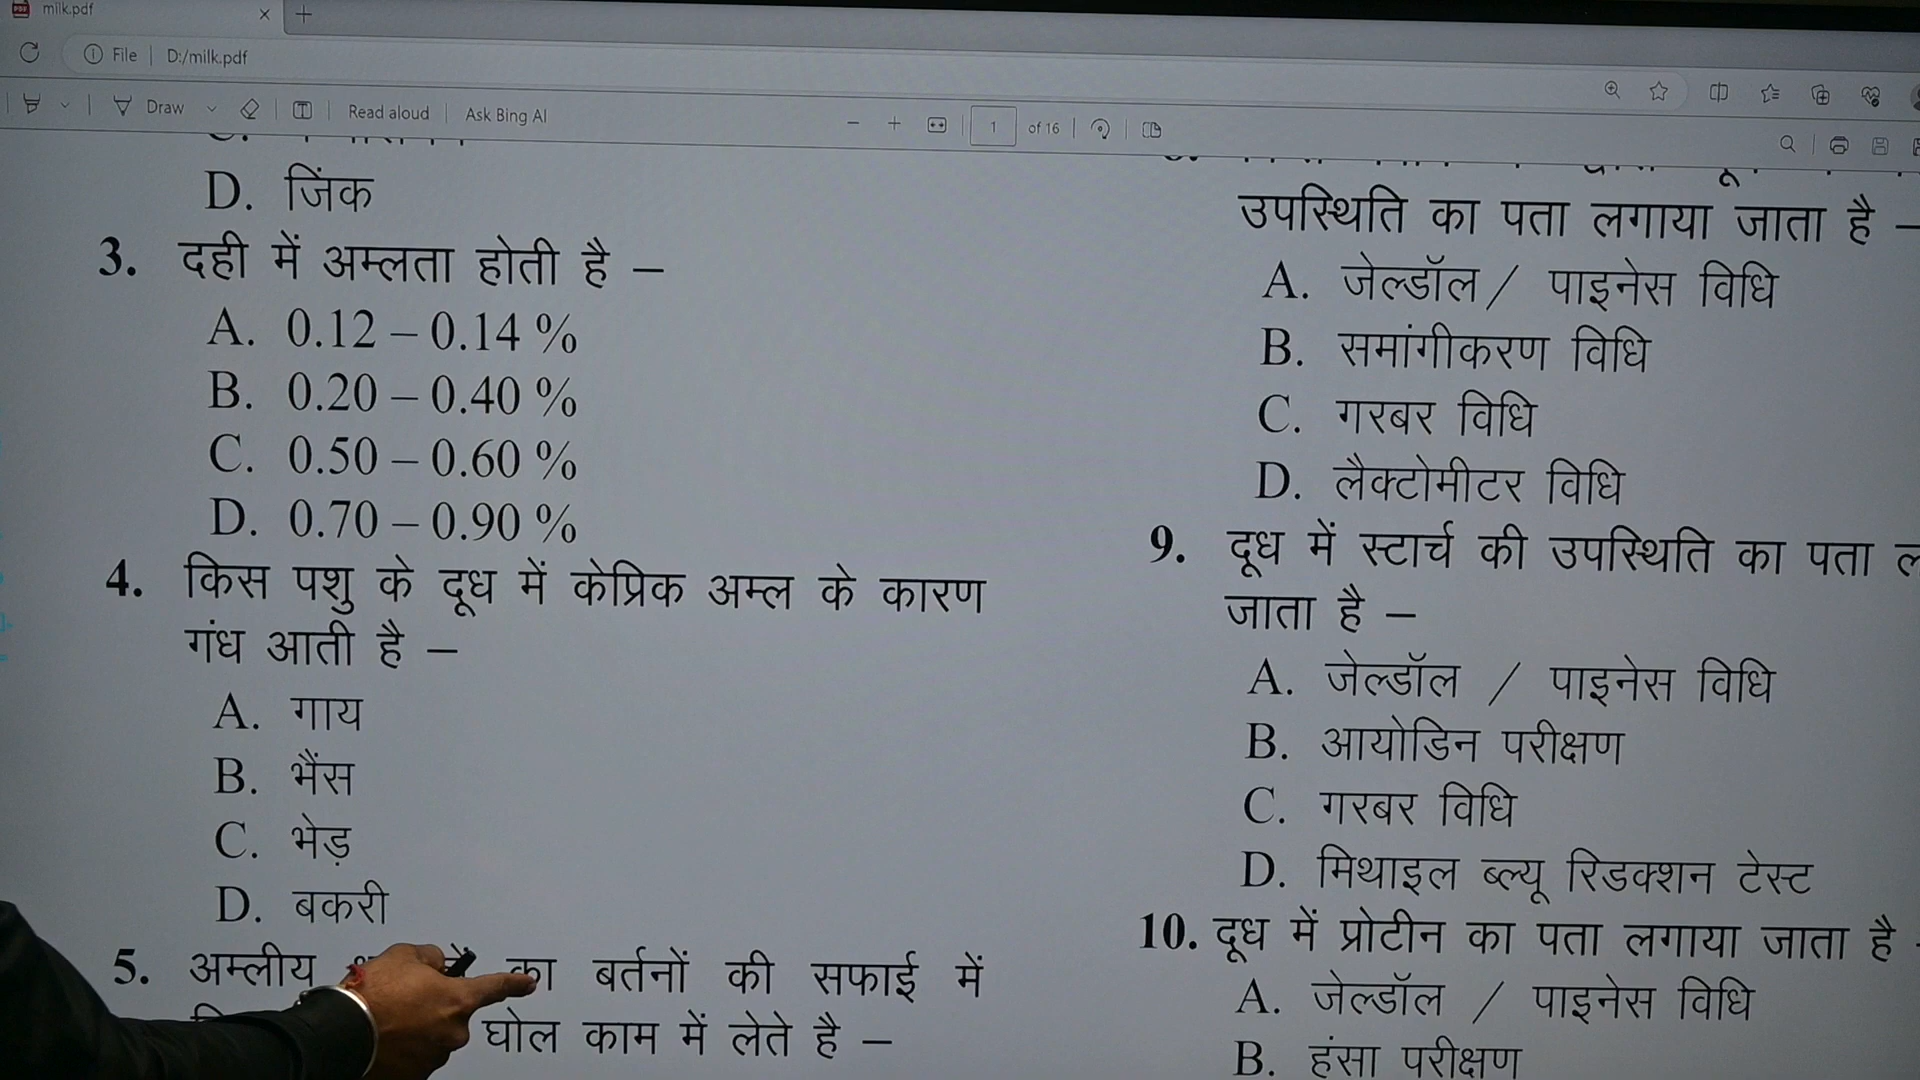 milk.pdf
File | D:/milk.pdf
Draw
Read aloud
Ask Bing AI
1 of 16
D. जिंक
3. दही में अम्लता होती है –
A. 0.12 – 0.14 %
B. 0.20 – 0.40 %
C. 0.50 – 0.60 %
D. 0.70 – 0.90 %
4. किस पशु के दूध में केप्रिक अम्ल के कारण
गंध आती है –
A. गाय
B. भैंस
C. भेड़
D. बकरी
5. अम्लीय का बर्तनों की सफाई में
घोल काम में लेते है –
उपस्थिति का पता लगाया जाता है –
A. जेल्डॉल / पाइनेस विधि
B. समांगीकरण विधि
C. गरबर विधि
D. लैक्टोमीटर विधि
9. दूध में स्टार्च की उपस्थिति का पता
जाता है –
A. जेल्डॉल / पाइनेस विधि
B. आयोडिन परीक्षण
C. गरबर विधि
D. मिथाइल ब्ल्यू रिडक्शन टेस्ट
10. दूध में प्रोटीन का पता लगाया जाता है
A. जेल्डॉल / पाइनेस विधि
B. हंसा परीक्षण